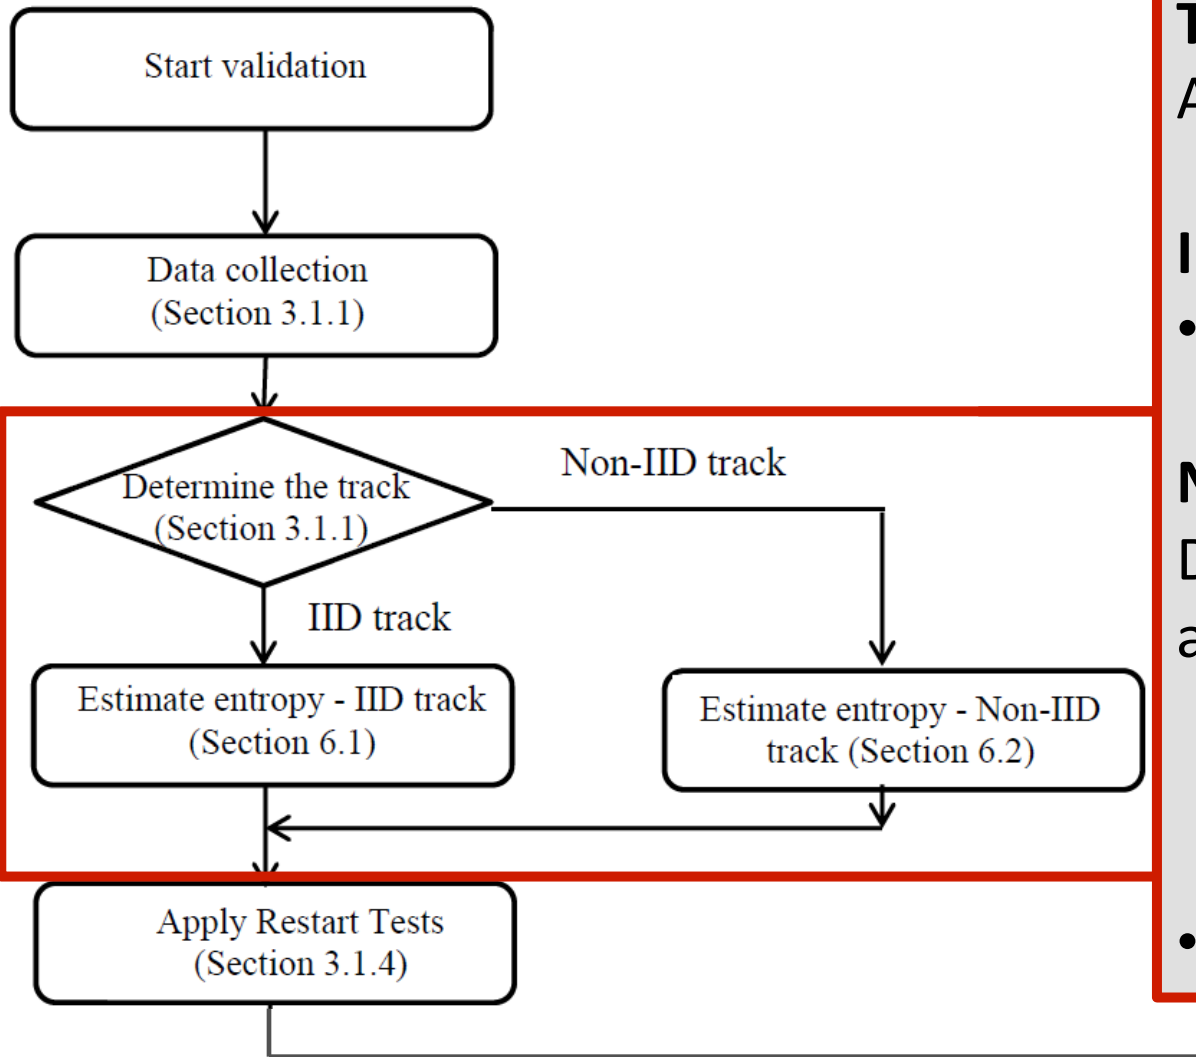 Start validation
Data collection
(Section 3.1.1)
Determine the track
(Section 3.1.1)
Non-IID track
IID track
Estimate entropy - IID track
(Section 6.1)
Estimate entropy - Non-IID
track (Section 6.2)
Apply Restart Tests
(Section 3.1.4)